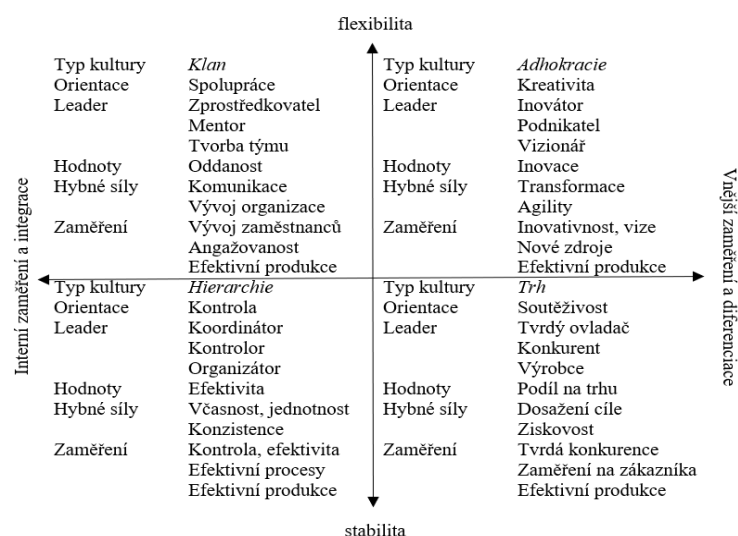 flexibilita
Typ kultury Klan
Orientace Spolupráce
Leader Zprostředkovatel
Mentor
Tvorba týmu
Hodnoty Oddanost
Hybné síly Komunikace
Vývoj organizace
Zaměření Vývoj zaměstnanců
Angažovanost
Efektivní produkce
Typ kultury Adhokracie
Orientace Kreativita
Leader Inovátor
Podnikatel
Vizionář
Hodnoty Inovace
Hybné síly Transformace
Agility
Zaměření Inovativnost, vize
Nové zdroje
Efektivní produkce
Interní zaměření a integrace
Vnější zaměření a diferenciace
Typ kultury Hierarchie
Orientace Kontrola
Leader Koordinátor
Kontrolor
Organizátor
Hodnoty Efektivita
Hybné síly Včasnost, jednotnost
Konzistence
Zaměření Kontrola, efektivita
Efektivní procesy
Efektivní produkce
Typ kultury Trh
Orientace Soutěživost
Leader Tvrdý ovladač
Konkurent
Výrobce
Hodnoty Podíl na trhu
Hybné síly Dosažení cíle
Ziskovost
Zaměření Tvrdá konkurence
Zaměření na zákazníka
Efektivní produkce
stabilita